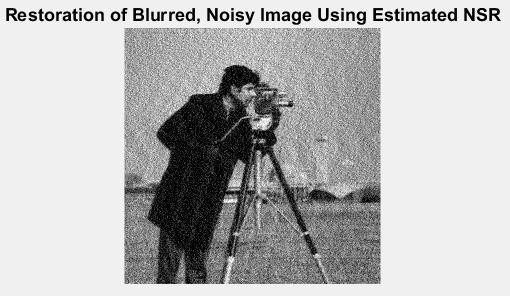 Restoration of Blurred, Noisy Image Using Estimated NSR